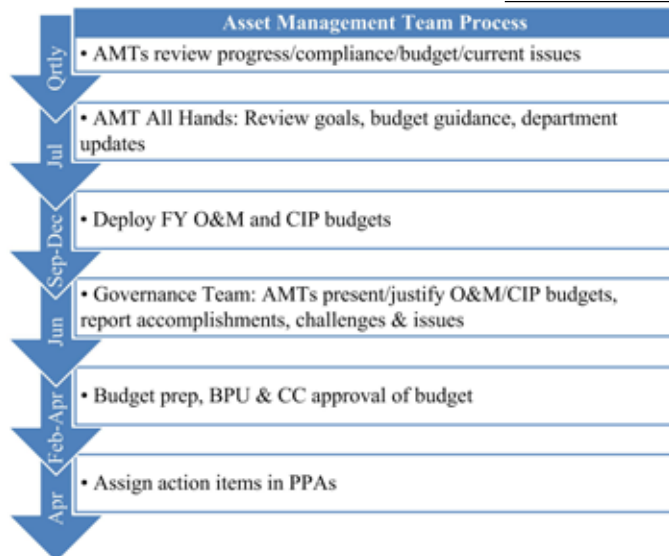 Asset Management Team Process
Qrtly
• AMTs review progress/compliance/budget/current issues
Jul
• AMT All Hands: Review goals, budget guidance, department
updates
Sep-Dec
• Deploy FY O&M and CIP budgets
Jun
• Governance Team: AMTs present/justify O&M/CIP budgets,
report accomplishments, challenges & issues
Feb-Apr
• Budget prep, BPU & CC approval of budget
Apr
• Assign action items in PPAs